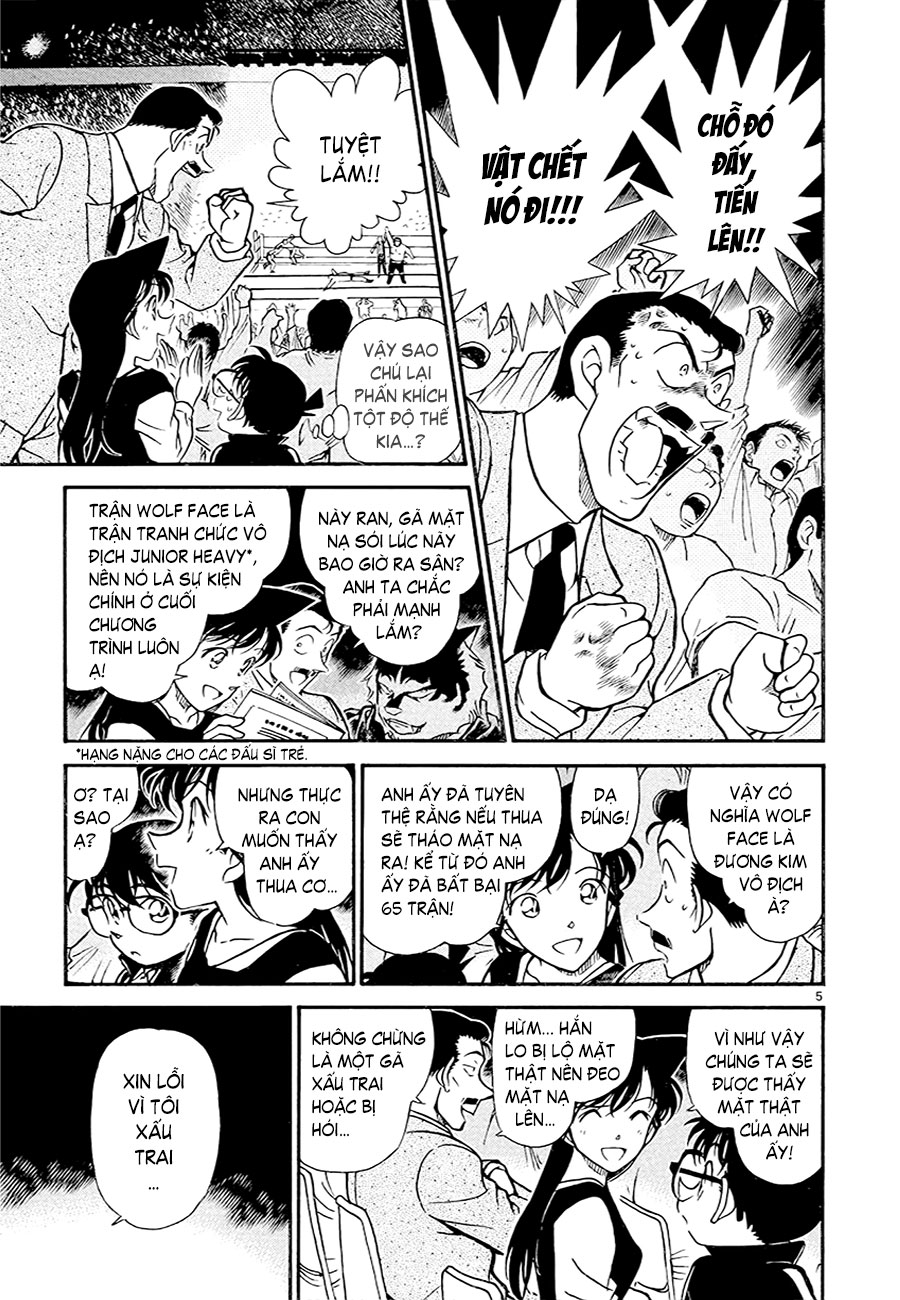 CHỖ ĐÓ
ĐẤY,
TIẾN
LÊN!!
VẬT CHẾT
NÓ ĐI!!!
TUYỆT
LẮM!!
VẬY SAO
CHÚ LẠI
PHẤN KHÍCH
TỘT ĐỘ THẾ
KIA...?
NÀY RAN, GÃ MẶT
NẠ SÓI LÚC NÀY
BAO GIỜ RA SÂN?
ANH TA CHẮC
PHẢI MẠNH
LẮM?
TRẬN WOLF FACE LÀ
TRẬN TRANH CHỨC VÔ
ĐỊCH JUNIOR HEAVY*,
NÊN NÓ LÀ SỰ KIỆN
CHÍNH Ở CUỐI
CHƯƠNG
TRÌNH LUÔN
Ạ!
*HẠNG NẶNG CHO CÁC ĐẤU SĨ TRẺ.
VẬY CÓ
NGHĨA WOLF
FACE LÀ
ĐƯƠNG KIM
VÔ ĐỊCH
À?
DẠ
ĐÚNG!
ANH ẤY ĐÃ TUYÊN
THỆ RẰNG NẾU THUA
SẼ THÁO MẶT NẠ
RA! KỂ TỪ ĐÓ ANH
ẤY ĐÃ BẤT BẠI
65 TRẬN!
NHƯNG THỰC
RA CON
MUỐN THẤY
ANH ẤY
THUA CƠ...
Ơ? TẠI
SAO
Ạ?
5
VÌ NHƯ VẬY
CHÚNG TA SẼ
ĐƯỢC THẤY
MẶT THẬT
CỦA ANH
ẤY!
HỪM... HẮN
LO BỊ LỘ MẶT
THẬT NÊN ĐEO
MẶT NẠ
LÊN...
KHÔNG CHỪNG
LÀ MỘT GÃ
XẤU TRAI
HOẶC BỊ
HÓI...
XIN LỖI
VÌ TÔI
XẤU
TRAI
...